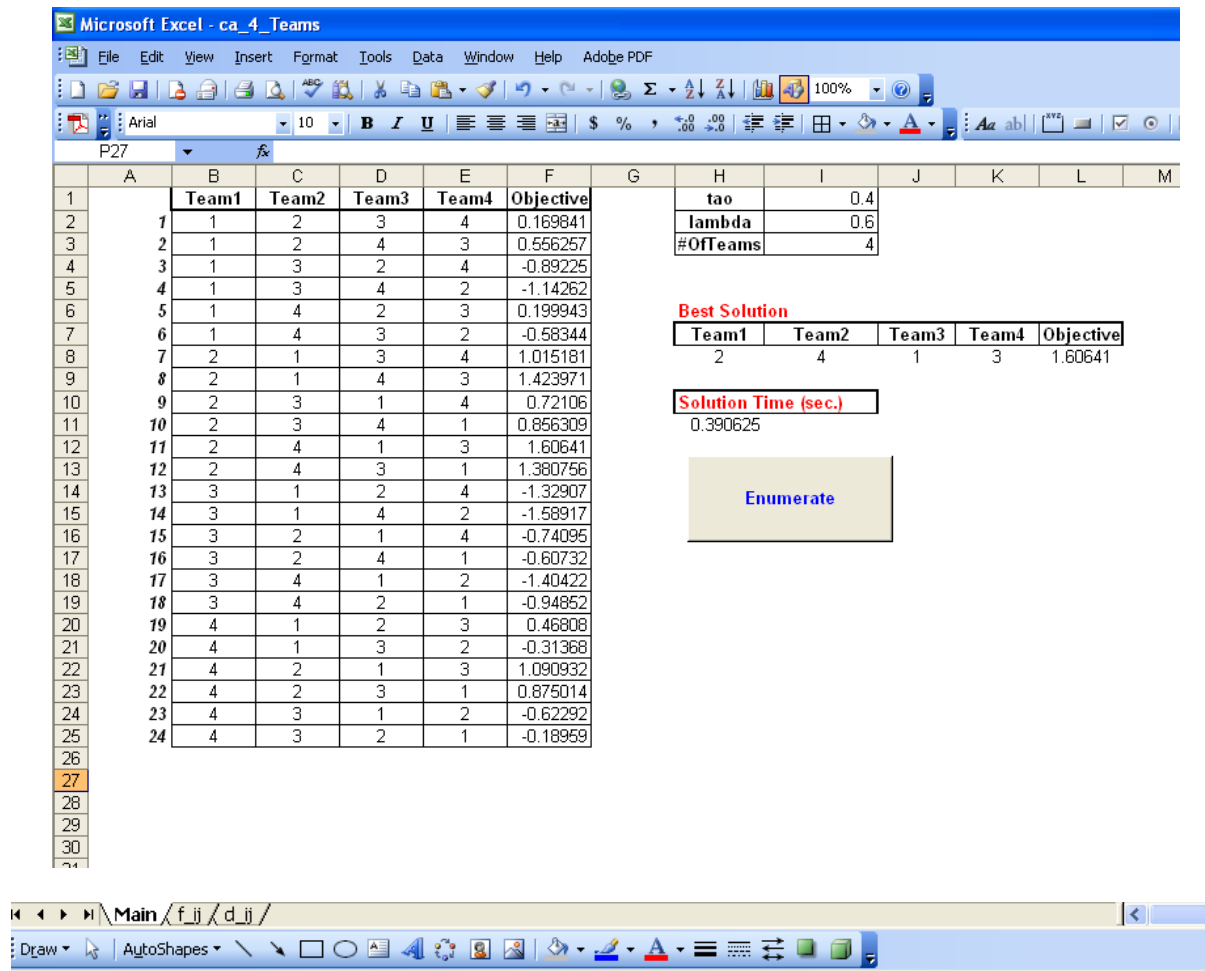 Microsoft Excel - ca_4_Teams
File Edit View Insert Format Tools Data Window Help Adobe PDF
100%
Arial 10 B I U $ % , Aa ab|
P27 fx
A B C D E F G H I J K L M
1 Team1 Team2 Team3 Team4 Objective tao 0.4
2 1 1 2 3 4 0.169841 lambda 0.6
3 2 1 2 4 3 0.556257 #OfTeams 4
4 3 1 3 2 4 -0.89225
5 4 1 3 4 2 -1.14262
6 5 1 4 2 3 0.199943 Best Solution
7 6 1 4 3 2 -0.58344 Team1 Team2 Team3 Team4 Objective
8 7 2 1 3 4 1.015181 2 4 1 3 1.60641
9 8 2 1 4 3 1.423971
10 9 2 3 1 4 0.72106 Solution Time (sec.)
11 10 2 3 4 1 0.856309 0.390625
12 11 2 4 1 3 1.60641
13 12 2 4 3 1 1.380756
14 13 3 1 2 4 -1.32907 Enumerate
15 14 3 1 4 2 -1.58917
16 15 3 2 1 4 -0.74095
17 16 3 2 4 1 -0.60732
18 17 3 4 1 2 -1.40422
19 18 3 4 2 1 -0.94852
20 19 4 1 2 3 0.46808
21 20 4 1 3 2 -0.31368
22 21 4 2 1 3 1.090932
23 22 4 2 3 1 0.875014
24 23 4 3 1 2 -0.62292
25 24 4 3 2 1 -0.18959
26
27
28
29
30
Main f_ij d_ij
Draw AutoShapes